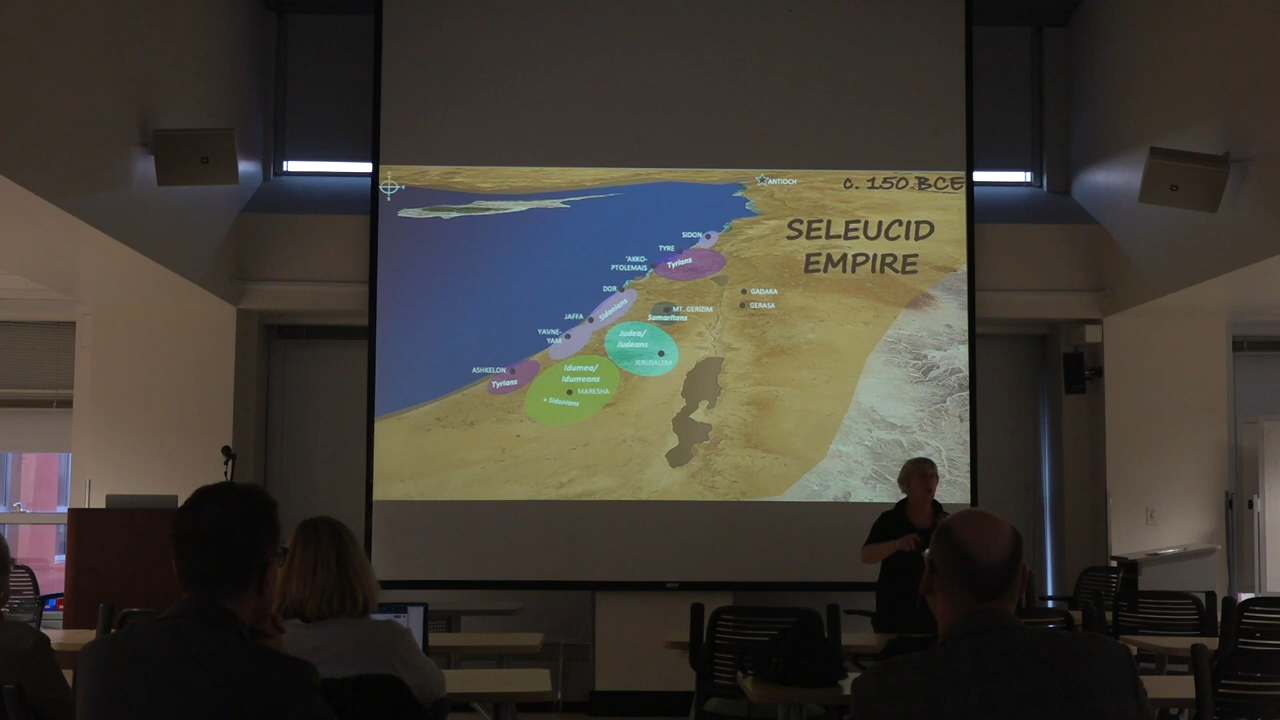 ANTIOCH
c. 150 BCE
SELEUCID
EMPIRE
SIDON
TYRE
Tyrians
'AKKO-
PTOLEMAIS
DOR
Sidonians
GADARA
GERASA
MT. GERIZIM
Samaritans
JAFFA
YAVNE-
YAM
Judea/
Judeans
JERUSALEM
ASHKELON
Tyrians
Idumea/
Idumeans
MARESHA
+ Sidonians